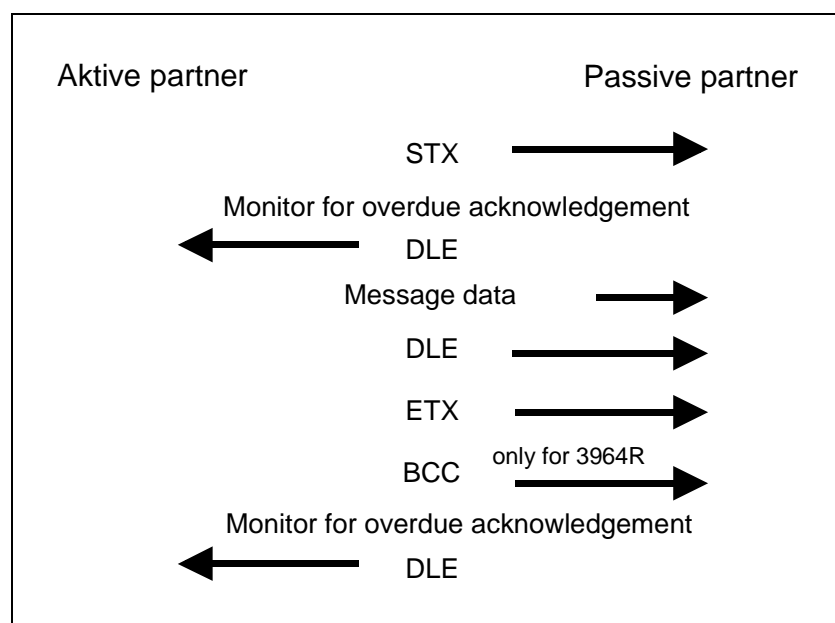 Aktive partner Passive partner
STX
Monitor for overdue acknowledgement
DLE
Message data
DLE
ETX
BCC only for 3964R
Monitor for overdue acknowledgement
DLE